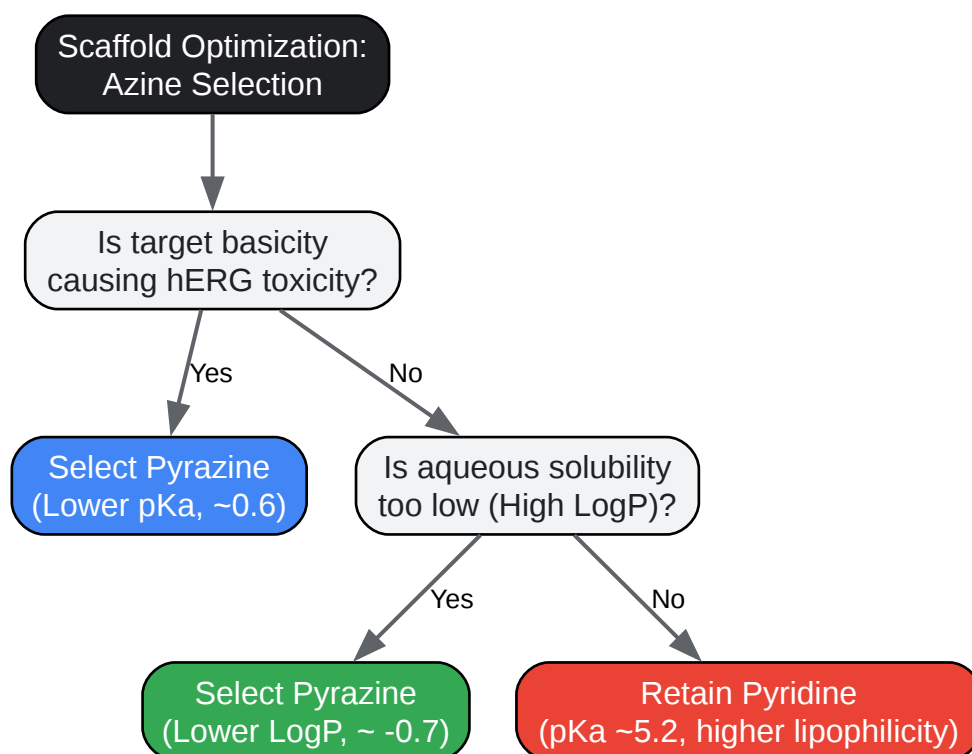 Scaffold Optimization:
Azine Selection
Is target basicity
causing hERG toxicity?
Yes
No
Select Pyrazine
(Lower pKa, ~0.6)
Is aqueous solubility
too low (High LogP)?
Yes
No
Select Pyrazine
(Lower LogP, ~ -0.7)
Retain Pyridine
(pKa ~5.2, higher lipophilicity)